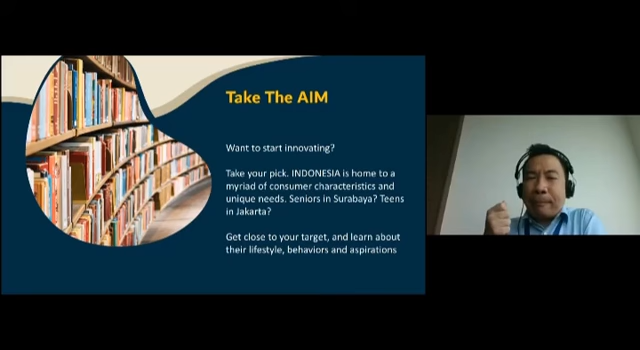 Take The AIM
Want to start innovating?
Take your pick. INDONESIA is home to a
myriad of consumer characteristics and
unique needs. Seniors in Surabaya? Teens
in Jakarta?
Get close to your target, and learn about
their lifestyle, behaviors and aspirations